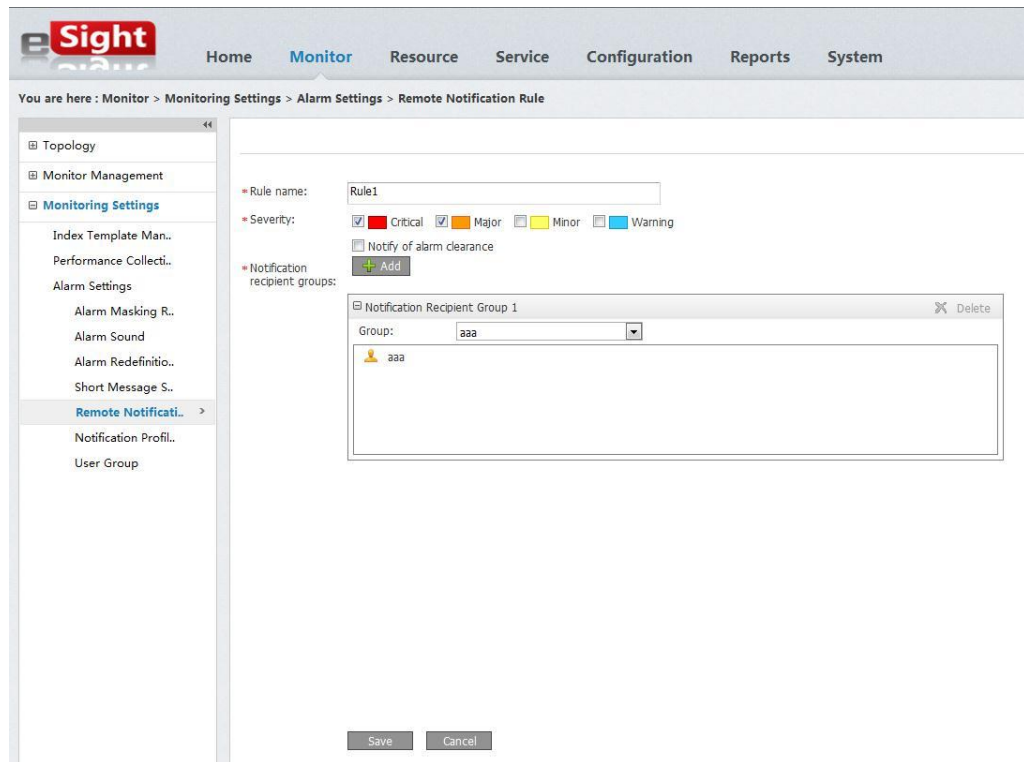 eSight
Home Monitor Resource Service Configuration Reports System
You are here : Monitor > Monitoring Settings > Alarm Settings > Remote Notification Rule
Topology
Monitor Management
Monitoring Settings
Index Template Man..
Performance Collecti..
Alarm Settings
Alarm Masking R..
Alarm Sound
Alarm Redefinitio..
Short Message S..
Remote Notificati.. >
Notification Profil..
User Group
* Rule name: Rule1
* Severity: Critical Major Minor Warning
Notify of alarm clearance
* Notification recipient groups: Add
Notification Recipient Group 1 Delete
Group: aaa
aaa
Save Cancel